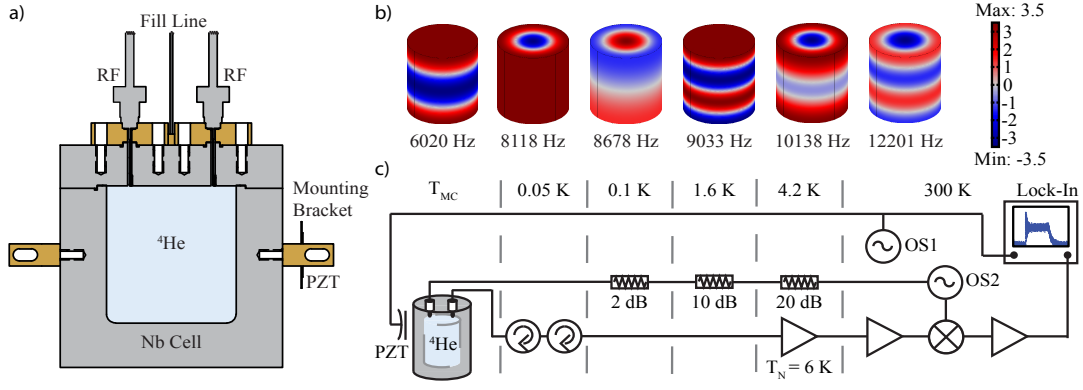 a)
Fill Line
RF
RF
Mounting
Bracket
⁴He
PZT
Nb Cell
b)
6020 Hz
8118 Hz
8678 Hz
9033 Hz
10138 Hz
12201 Hz
Max: 3.5
3
2
1
0
-1
-2
-3
Min: -3.5
c)
T_MC
0.05 K
0.1 K
1.6 K
4.2 K
300 K
Lock-In
OS1
OS2
2 dB
10 dB
20 dB
PZT
⁴He
T_N = 6 K